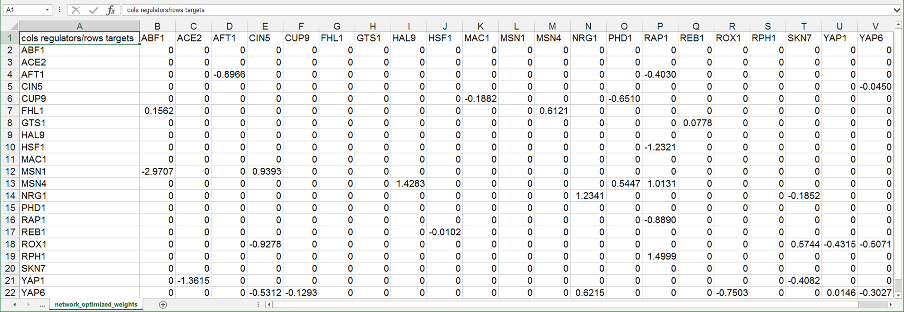 A1 fx cols regulators/rows targets
A B C D E F G H I J K L M N O P Q R S T U V
1 cols regulators/rows targets ABF1 ACE2 AFT1 CIN5 CUP9 FHL1 GTS1 HAL9 HSF1 MAC1 MSN1 MSN4 NRG1 PHD1 RAP1 REB1 ROX1 RPH1 SKN7 YAP1 YAP6
2 ABF1 0 0 0 0 0 0 0 0 0 0 0 0 0 0 0 0 0 0 0 0 0
3 ACE2 0 0 0 0 0 0 0 0 0 0 0 0 0 0 0 0 0 0 0 0 0
4 AFT1 0 0 -0.8966 0 0 0 0 0 0 0 0 0 0 0 -0.4030 0 0 0 0 0 0
5 CIN5 0 0 0 0 0 0 0 0 0 0 0 0 0 0 0 0 0 0 0 0 -0.0450
6 CUP9 0 0 0 0 0 0 0 0 0 -0.1882 0 0 0 -0.6510 0 0 0 0 0 0 0
7 FHL1 0.1562 0 0 0 0 0 0 0 0 0 0 0.6121 0 0 0 0 0 0 0 0 0
8 GTS1 0 0 0 0 0 0 0 0 0 0 0 0 0 0 0 0.0778 0 0 0 0 0
9 HAL9 0 0 0 0 0 0 0 0 0 0 0 0 0 0 0 0 0 0 0 0 0
10 HSF1 0 0 0 0 0 0 0 0 0 0 0 0 0 0 -1.2321 0 0 0 0 0 0
11 MAC1 0 0 0 0 0 0 0 0 0 0 0 0 0 0 0 0 0 0 0 0 0
12 MSN1 -2.9707 0 0 0.9393 0 0 0 0 0 0 0 0 0 0 0 0 0 0 0 0 0
13 MSN4 0 0 0 0 0 0 0 1.4283 0 0 0 0 0 0.5447 1.0131 0 0 0 0 0 0
14 NRG1 0 0 0 0 0 0 0 0 0 0 0 0 1.2341 0 0 0 0 0 -0.1852 0 0
15 PHD1 0 0 0 0 0 0 0 0 0 0 0 0 0 0 0 0 0 0 0 0 0
16 RAP1 0 0 0 0 0 0 0 0 0 0 0 0 0 0 -0.8890 0 0 0 0 0 0
17 REB1 0 0 0 0 0 0 0 0 -0.0102 0 0 0 0 0 0 0 0 0 0 0 0
18 ROX1 0 0 0 -0.9278 0 0 0 0 0 0 0 0 0 0 0 0 0 0 0.5744 -0.4315 -0.5071
19 RPH1 0 0 0 0 0 0 0 0 0 0 0 0 0 0 1.4999 0 0 0 0 0 0
20 SKN7 0 0 0 0 0 0 0 0 0 0 0 0 0 0 0 0 0 0 0 0 0
21 YAP1 0 -1.3615 0 0 0 0 0 0 0 0 0 0 0 0 0 0 0 0 -0.4082 0 0
22 YAP6 0 0 0 -0.5312 -0.1293 0 0 0 0 0 0 0 0.6215 0 0 0 -0.7503 0 0 0.0146 -0.3027
... network_optimized_weights